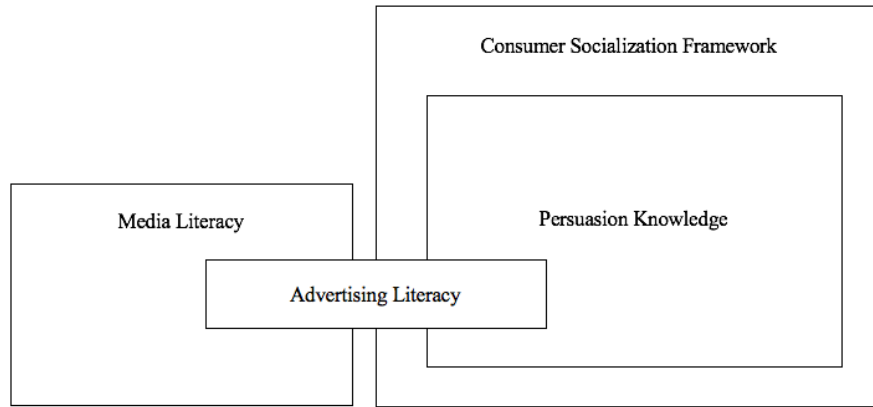 Consumer Socialization Framework
Media Literacy
Persuasion Knowledge
Advertising Literacy